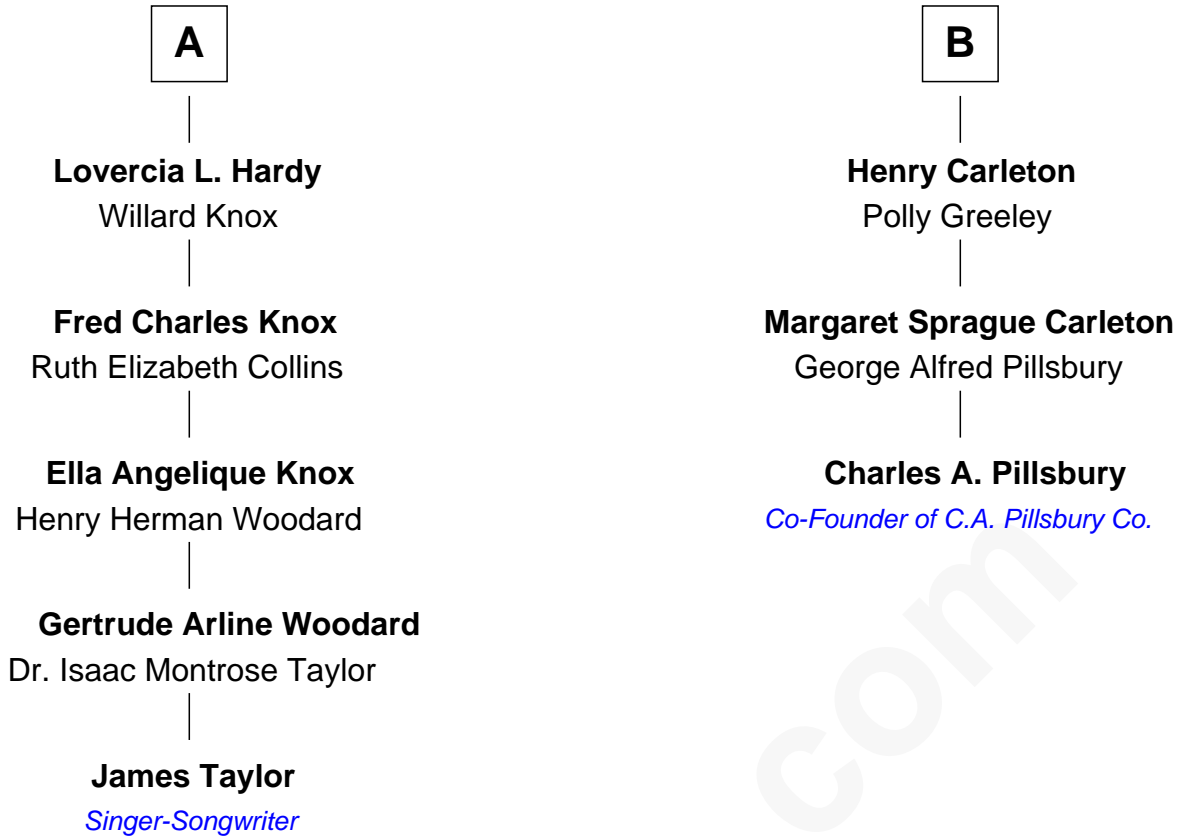 A
Lovercia L. Hardy
Willard Knox
Fred Charles Knox
Ruth Elizabeth Collins
Ella Angelique Knox
Henry Herman Woodard
Gertrude Arline Woodard
Dr. Isaac Montrose Taylor
James Taylor
Singer-Songwriter
B
Henry Carleton
Polly Greeley
Margaret Sprague Carleton
George Alfred Pillsbury
Charles A. Pillsbury
Co-Founder of C.A. Pillsbury Co.
com